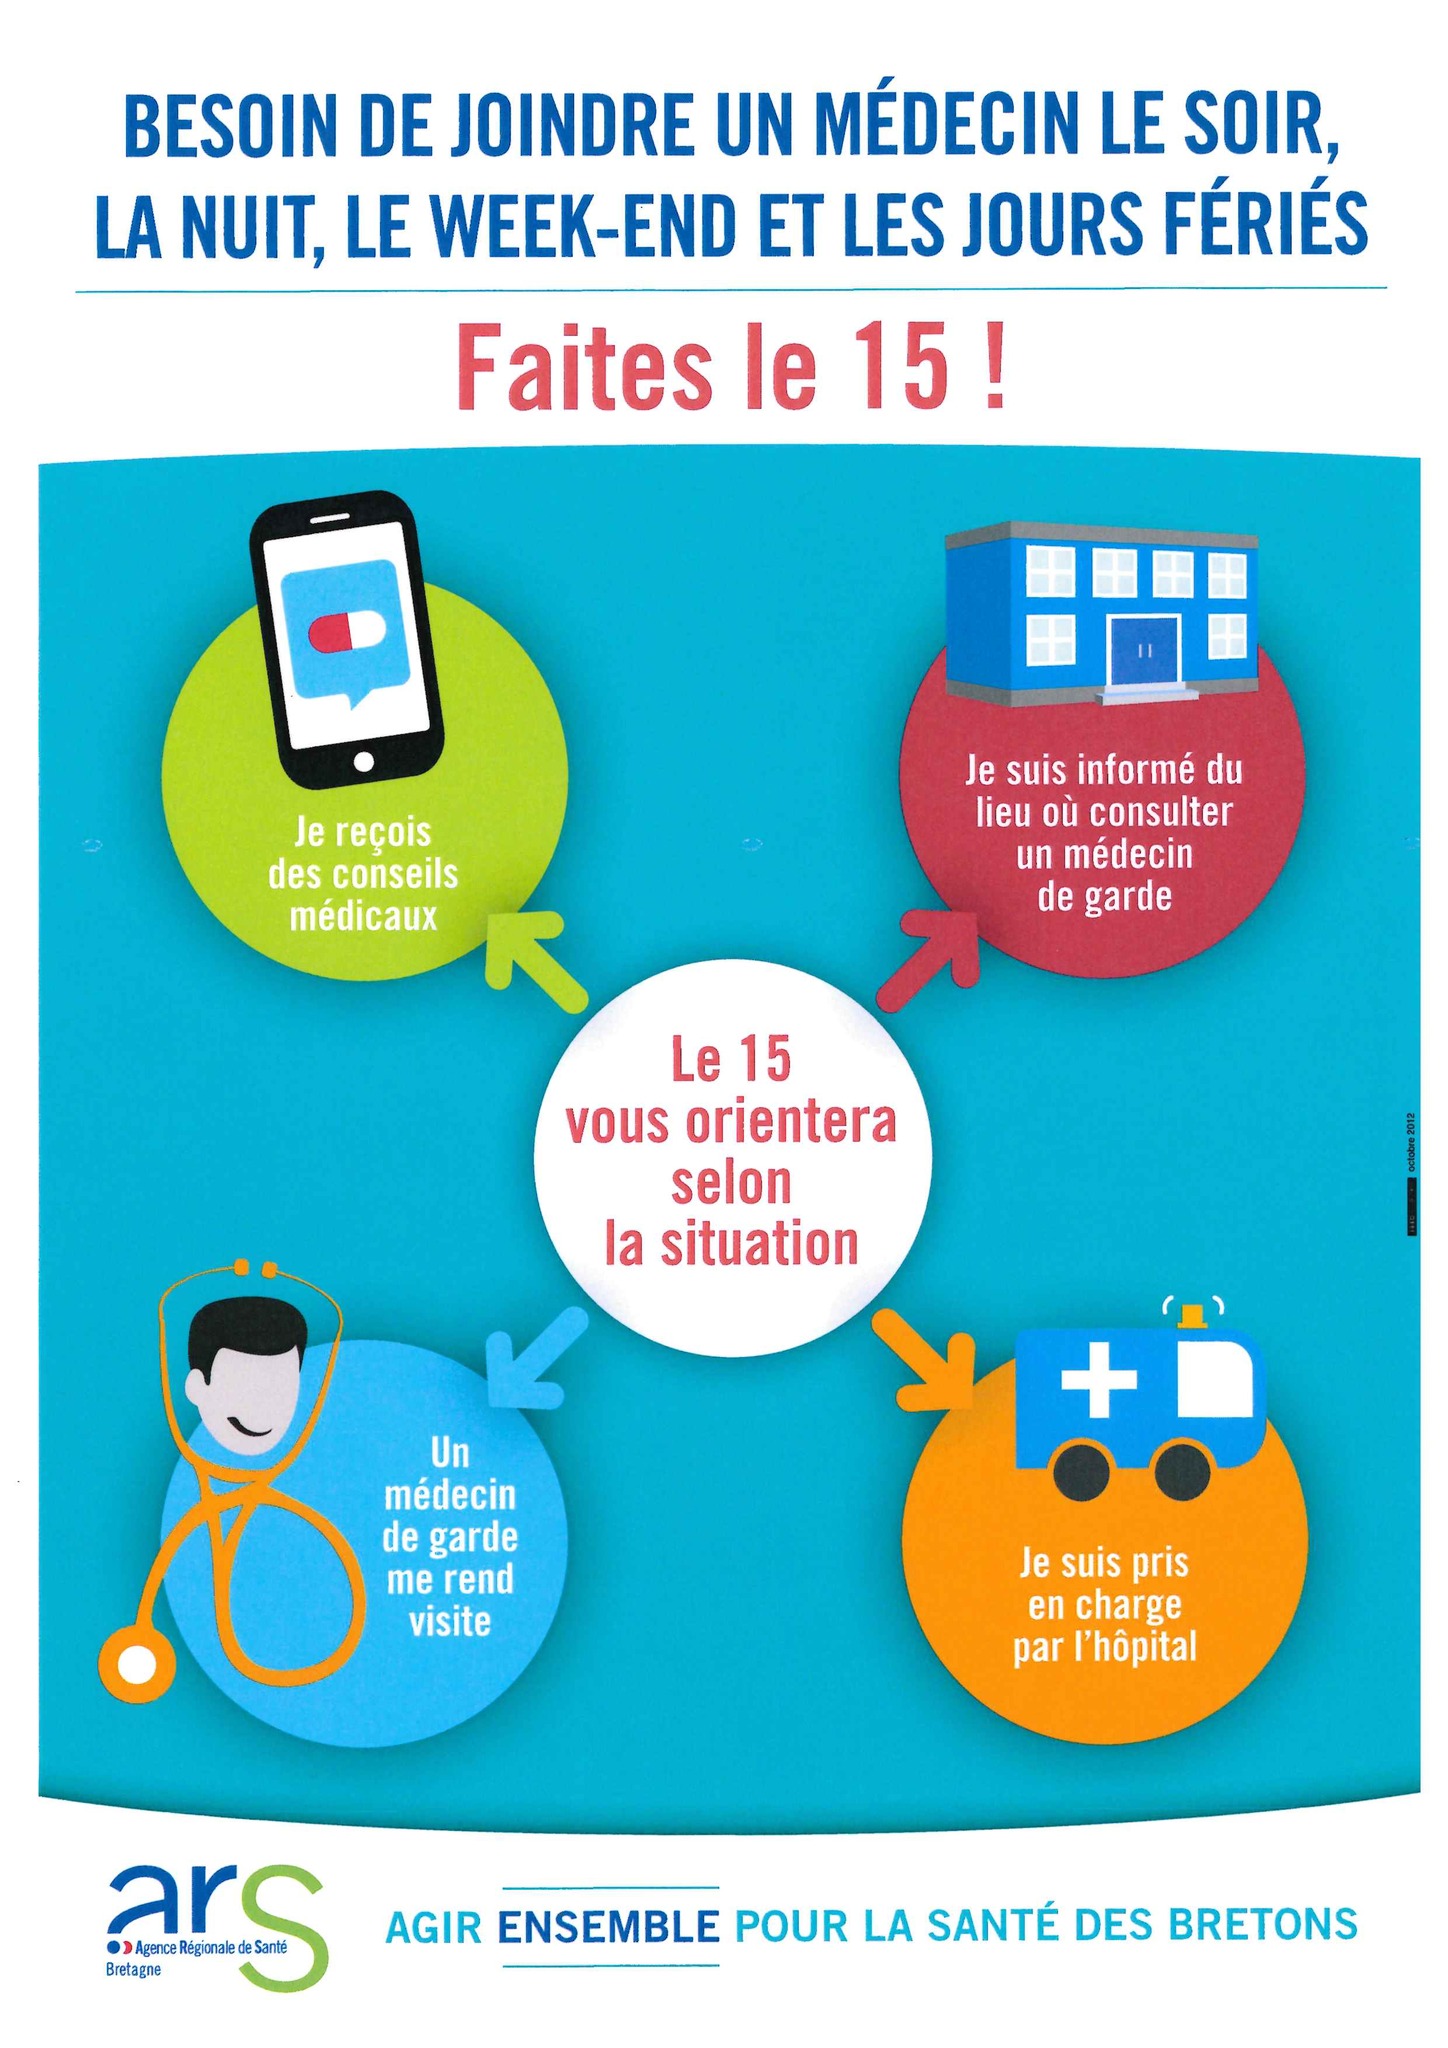 BESOIN DE JOINDRE UN MÉDECIN LE SOIR,
LA NUIT, LE WEEK-END ET LES JOURS FÉRIÉS
Faites le 15 !
Je reçois
des conseils
médicaux
Je suis informé du
lieu où consulter
un médecin
de garde
Le 15
vous orientera
selon
la situation
Un
médecin
de garde
me rend
visite
Je suis pris
en charge
par l'hôpital
octobre 2012
ars
Agence Régionale de Santé
Bretagne
AGIR ENSEMBLE POUR LA SANTÉ DES BRETONS